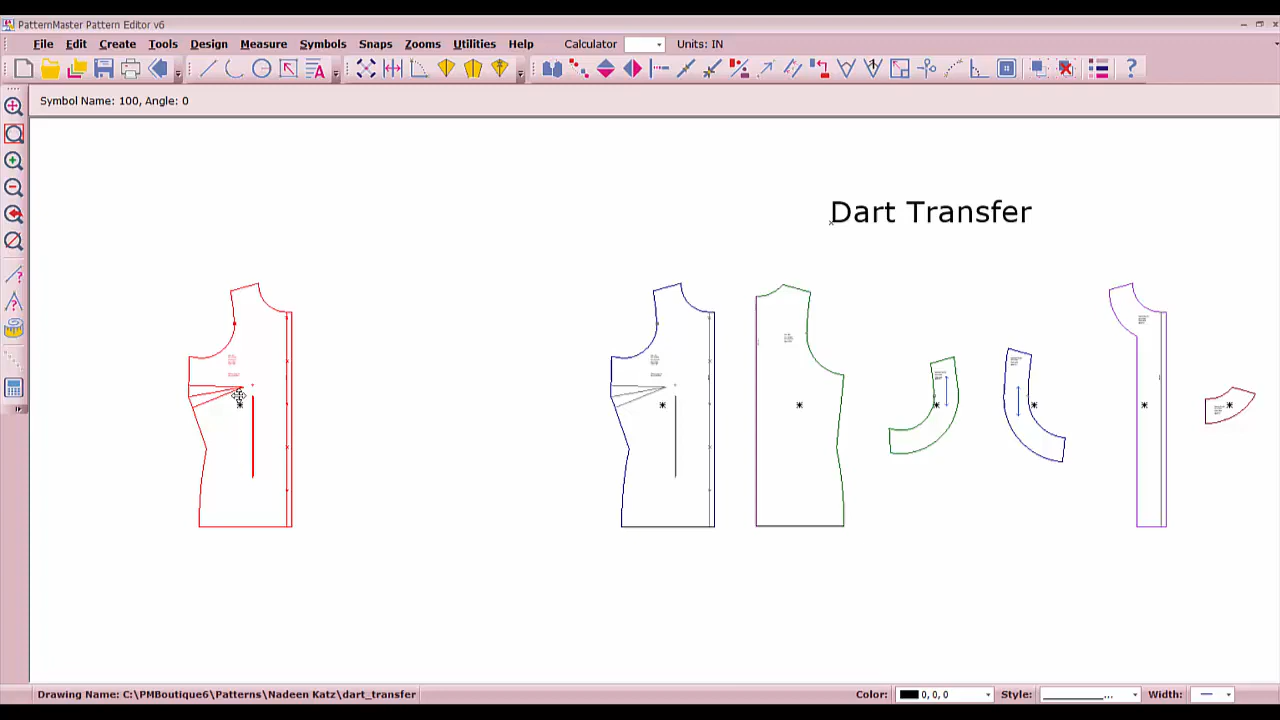 PatternMaster Pattern Editor v6
File Edit Create Tools Design Measure Symbols Snaps Zooms Utilities Help Calculator Units: IN
Symbol Name: 100, Angle: 0
Dart Transfer
Drawing Name: C:\PMBoutique6\Patterns\Nadeen Katz\dart_transfer Color: 0, 0, 0 Style: ... Width: